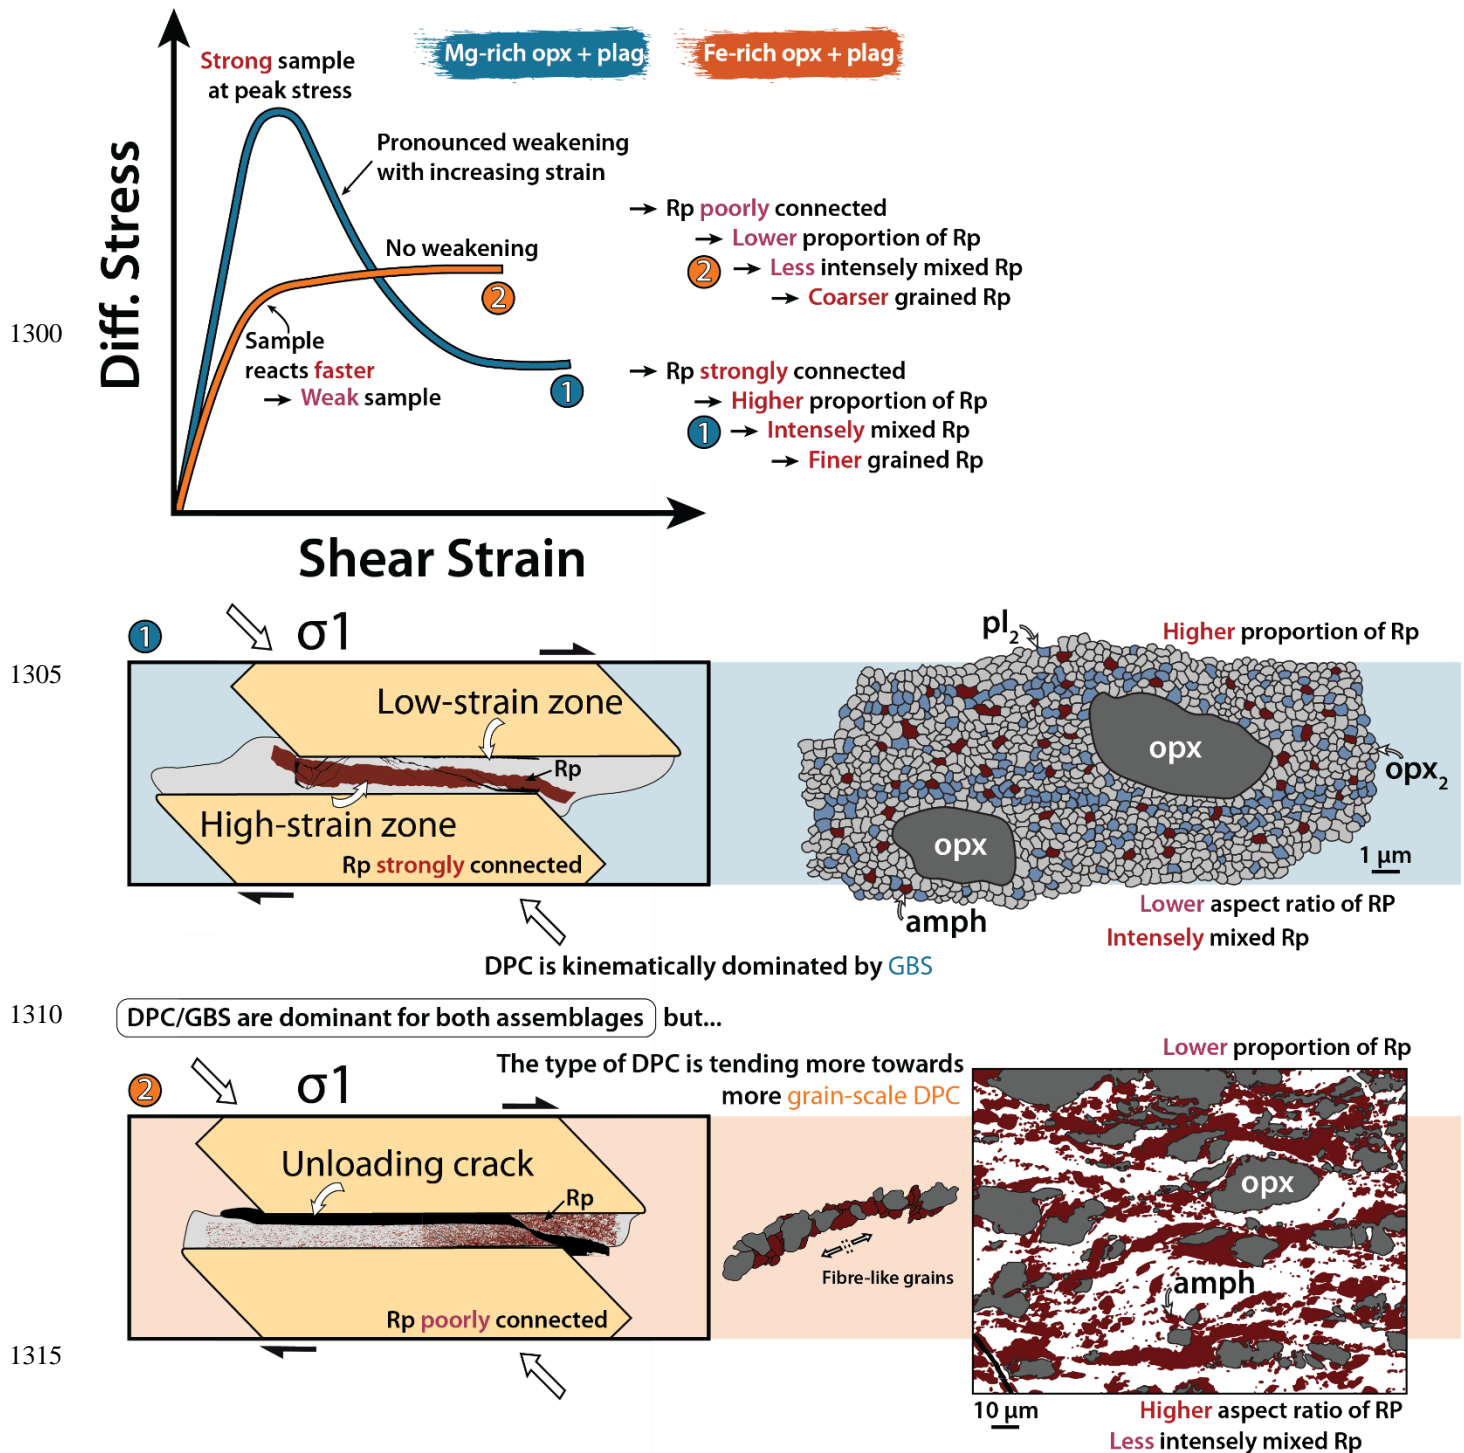 Mg-rich opx + plag
Fe-rich opx + plag
Strong sample
at peak stress
Pronounced weakening
with increasing strain
No weakening
2
Sample
reacts faster
→ Weak sample
1
Diff. Stress
Shear Strain
→ Rp poorly connected
→ Lower proportion of Rp
2 → Less intensely mixed Rp
→ Coarser grained Rp
→ Rp strongly connected
→ Higher proportion of Rp
1 → Intensely mixed Rp
→ Finer grained Rp
1300
1
σ1
Low-strain zone
Rp
High-strain zone
Rp strongly connected
pl₂
Higher proportion of Rp
opx
opx₂
opx
1 µm
amph
Lower aspect ratio of RP
Intensely mixed Rp
1305
DPC is kinematically dominated by GBS
1310
DPC/GBS are dominant for both assemblages but...
The type of DPC is tending more towards
more grain-scale DPC
2
σ1
Unloading crack
Rp
Rp poorly connected
Fibre-like grains
Lower proportion of Rp
opx
amph
10 µm
Higher aspect ratio of RP
Less intensely mixed Rp
1315